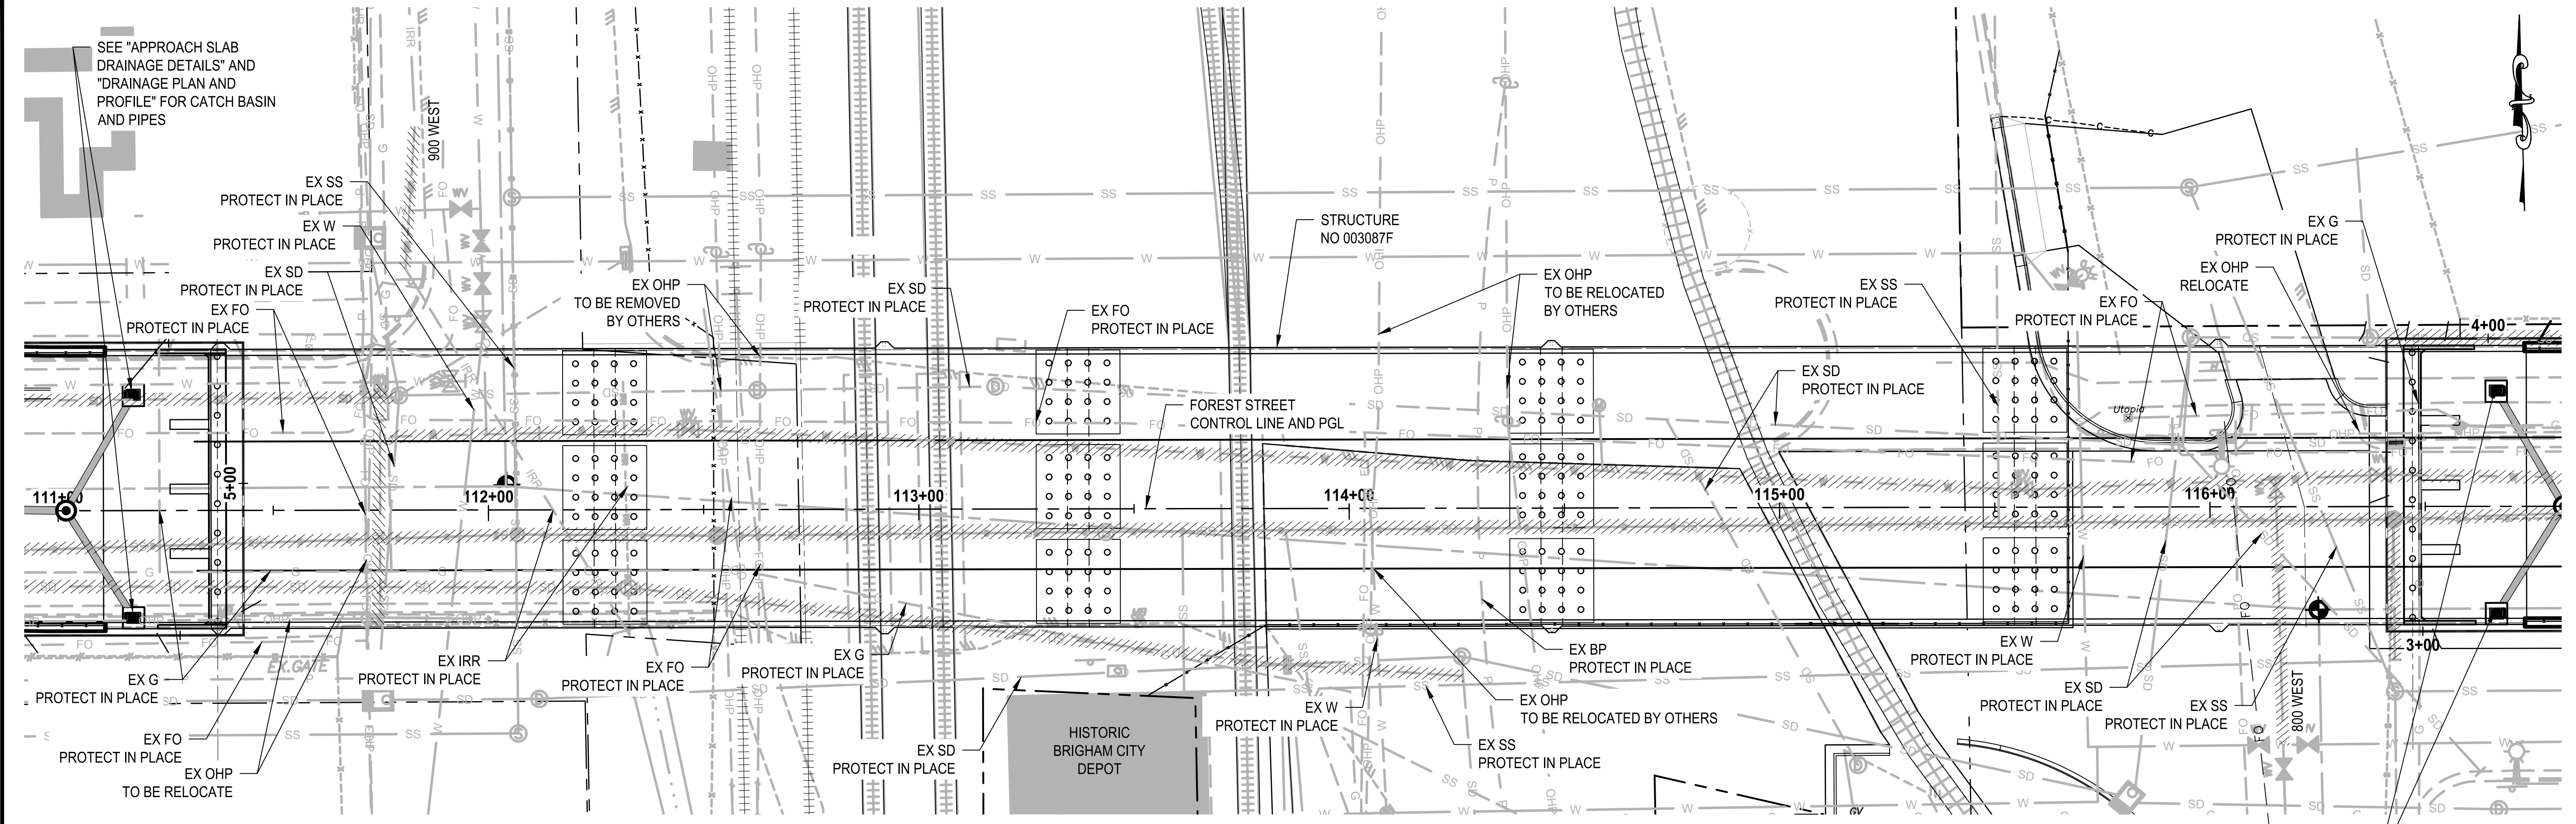 SEE "APPROACH SLAB
DRAINAGE DETAILS" AND
"DRAINAGE PLAN AND
PROFILE" FOR CATCH BASIN
AND PIPES
900 WEST
EX SS
PROTECT IN PLACE
EX W
PROTECT IN PLACE
EX SD
PROTECT IN PLACE
EX FO
PROTECT IN PLACE
EX OHP
TO BE REMOVED
BY OTHERS
EX SD
PROTECT IN PLACE
EX FO
PROTECT IN PLACE
STRUCTURE
NO 003087F
EX OHP
TO BE RELOCATED
BY OTHERS
EX SS
PROTECT IN PLACE
EX FO
PROTECT IN PLACE
EX G
PROTECT IN PLACE
EX OHP
RELOCATE
4+00
EX SD
PROTECT IN PLACE
FOREST STREET
CONTROL LINE AND PGL
Utopia
111+00
5+00
112+00
113+00
114+00
115+00
116+00
3+00
EX.GATE
EX G
PROTECT IN PLACE
EX FO
PROTECT IN PLACE
EX OHP
TO BE RELOCATE
EX IRR
PROTECT IN PLACE
EX FO
PROTECT IN PLACE
EX G
PROTECT IN PLACE
EX SD
PROTECT IN PLACE
HISTORIC
BRIGHAM CITY
DEPOT
EX W
PROTECT IN PLACE
EX SS
PROTECT IN PLACE
EX OHP
TO BE RELOCATED BY OTHERS
EX BP
PROTECT IN PLACE
EX W
PROTECT IN PLACE
EX SD
PROTECT IN PLACE
EX SS
PROTECT IN PLACE
800 WEST